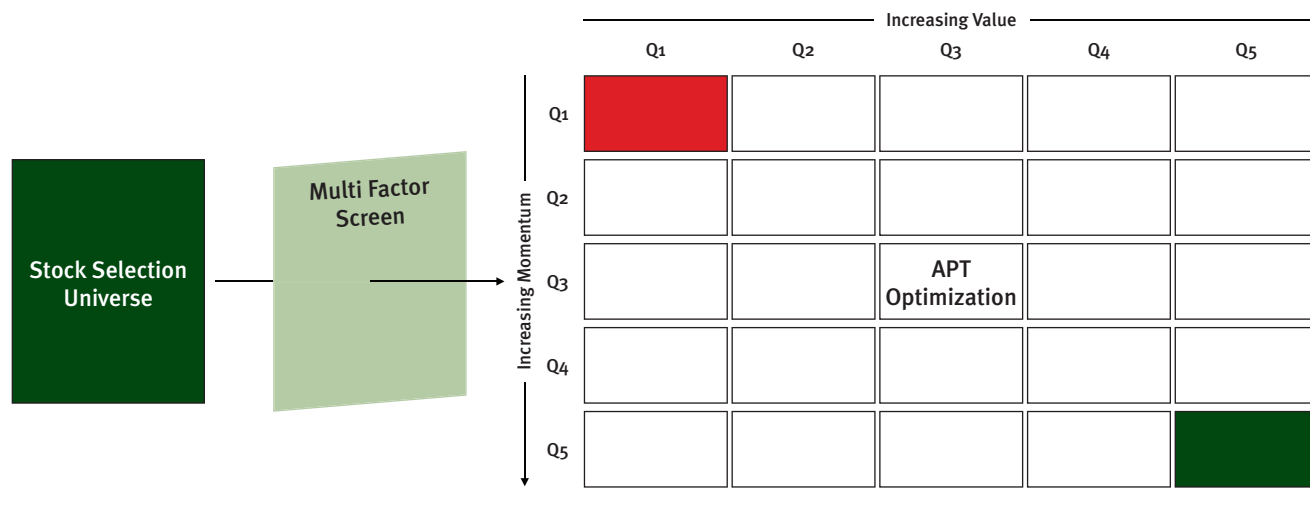 Increasing Value
Q1 Q2 Q3 Q4 Q5
Q1
Multi Factor
Screen
Q2
Increasing Momentum
Stock Selection
Universe
Q3
APT
Optimization
Q4
Q5